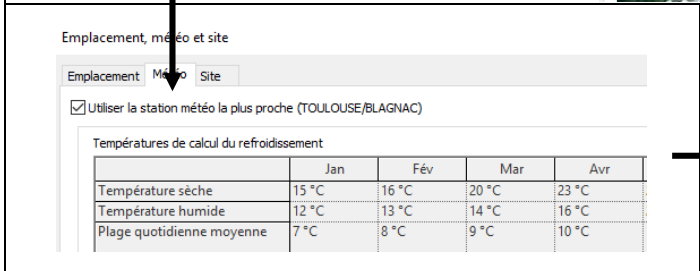 Emplacement, météo et site
Emplacement Météo Site
Utiliser la station météo la plus proche (TOULOUSE/BLAGNAC)
Températures de calcul du refroidissement
Jan Fév Mar Avr
Température sèche 15 °C 16 °C 20 °C 23 °C
Température humide 12 °C 13 °C 14 °C 16 °C
Plage quotidienne moyenne 7 °C 8 °C 9 °C 10 °C